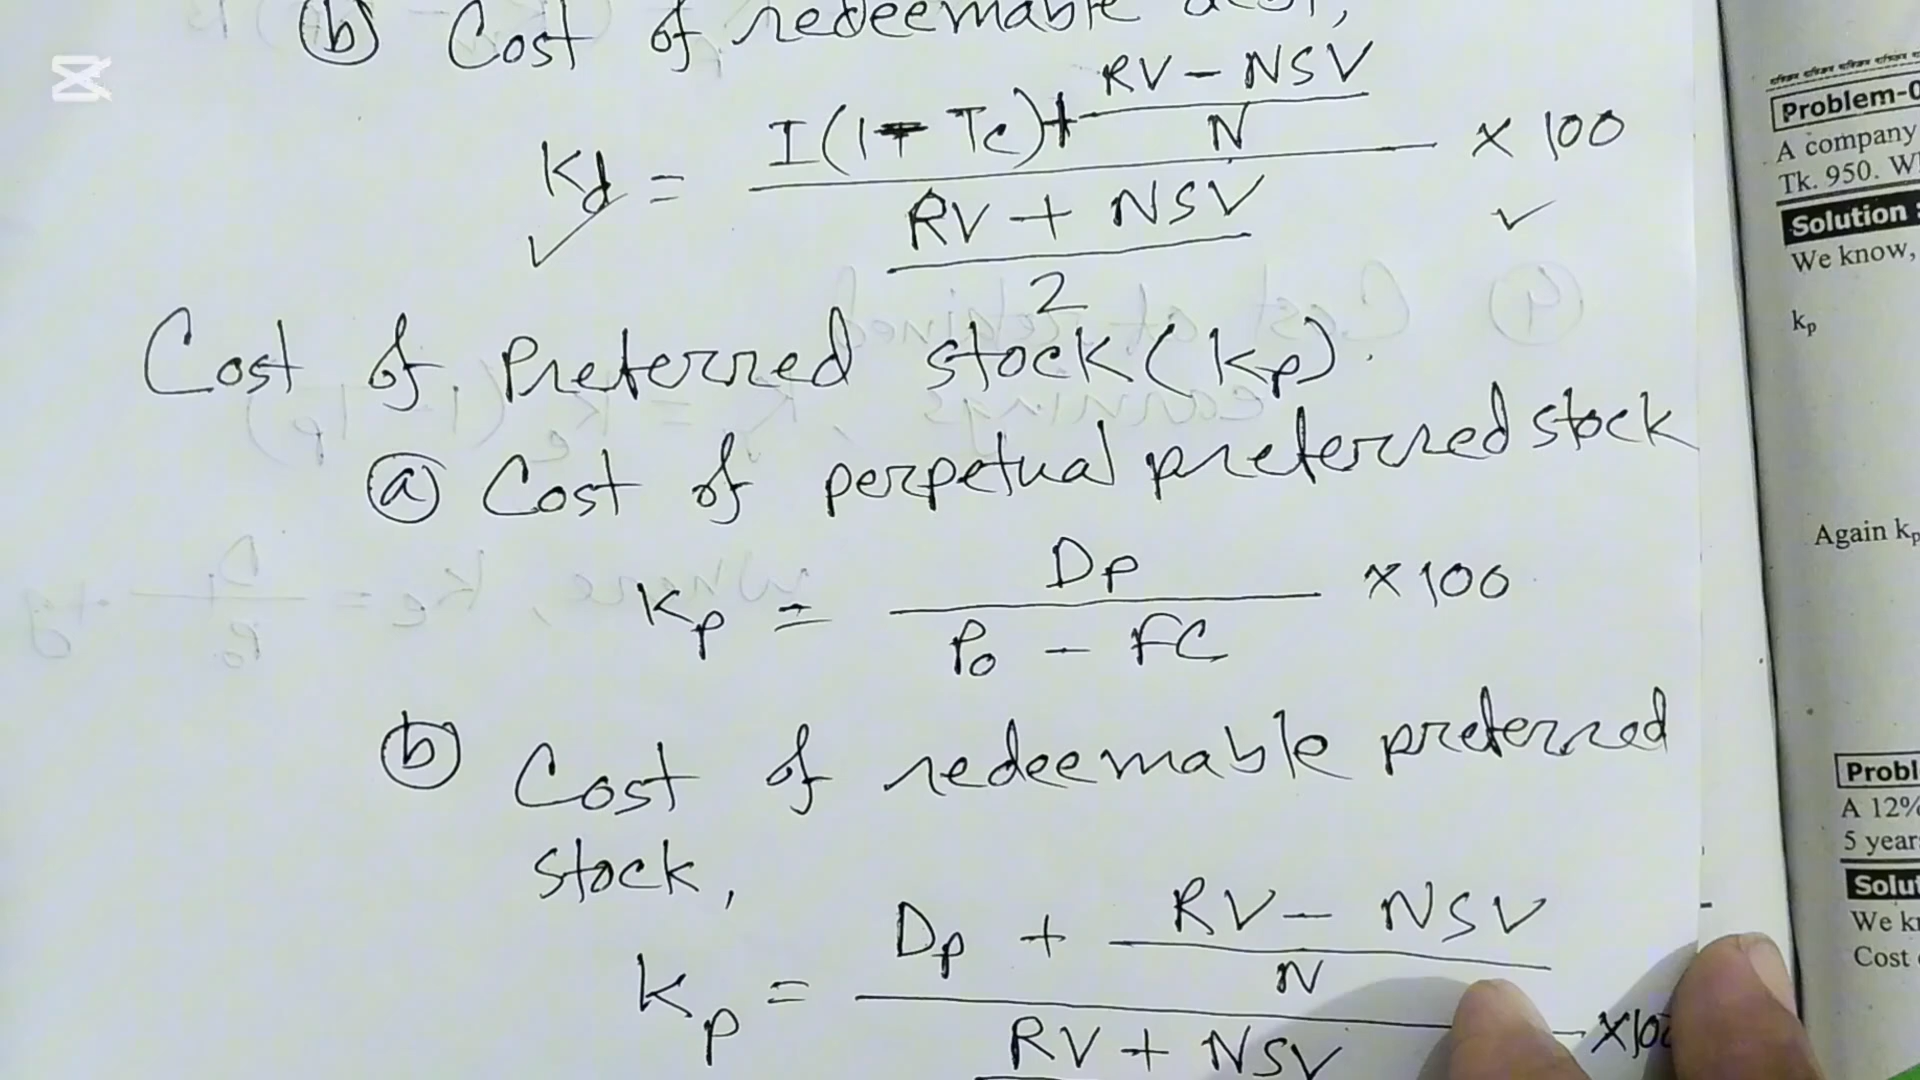 (b) Cost of redeemable debt,
Kd = I(1 - Tc) + (RV - NSV)/N × 100
RV + NSV
2
Cost of Preferred stock (Kp).
(a) Cost of perpetual preferred stock
Kp = Dp / (P0 - FC) × 100
(b) Cost of redeemable preferred
stock,
Kp = Dp + (RV - NSV)/N ×100
RV + NSV
Problem-0
A company
Tk. 950.
Solution :
We know,
kp
Again kp
A 12%
5 year
We
Cost